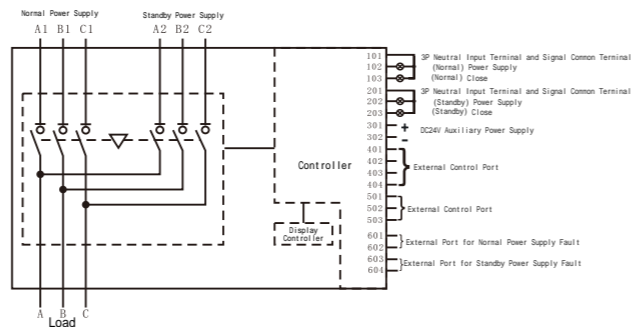 Normal Power Supply
Standby Power Supply
A1 B1 C1
A2 B2 C2
101
3P Neutral Input Terminal and Signal Common Terminal
102
(Normal) Power Supply
103
(Normal) Close
201
3P Neutral Input Terminal and Signal Common Terminal
202
(Standby) Power Supply
203
(Standby) Close
301 +
DC24V Auxiliary Power Supply
302 -
401
402
403
404
External Control Port
Controller
501
502
503
External Control Port
Display
Controller
601
602
External Port for Normal Power Supply Fault
603
604
External Port for Standby Power Supply Fault
A B C
Load